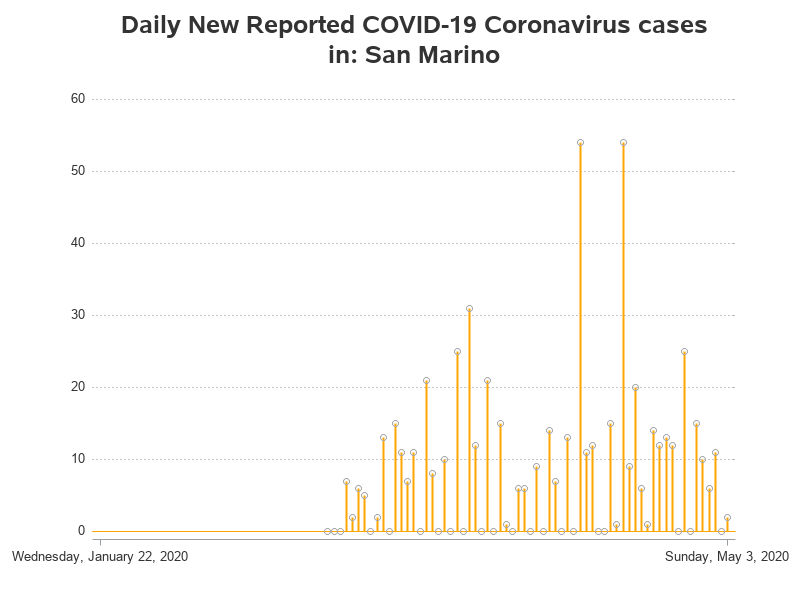 Daily New Reported COVID-19 Coronavirus cases
in: San Marino
60
50
40
30
20
10
0
Wednesday, January 22, 2020
Sunday, May 3, 2020